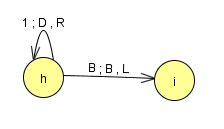 1 ; D , R
B ; B , L
h
i